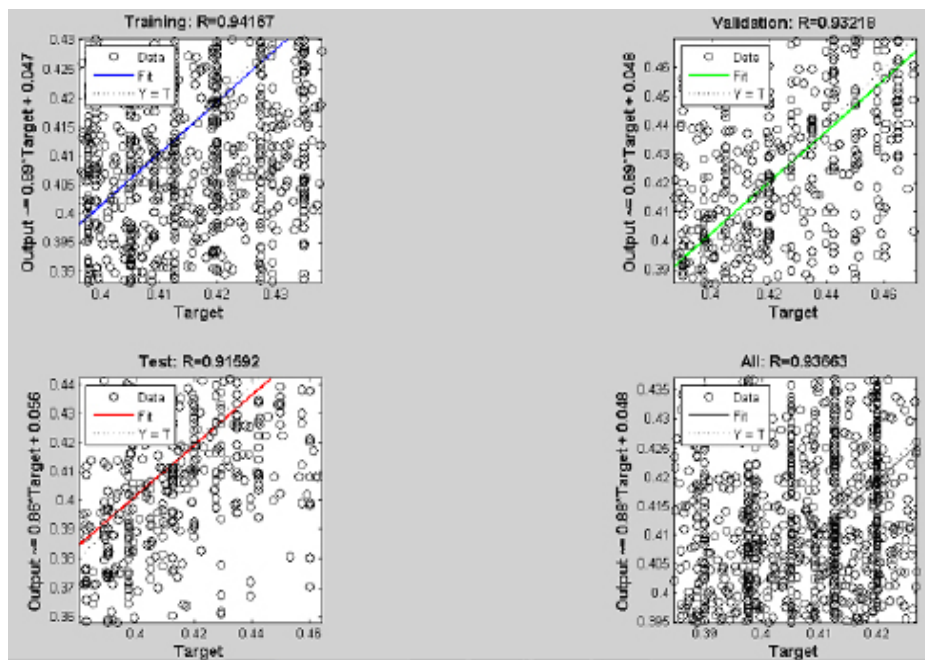 Training: R=0.94167
Output ~= 0.89*Target + 0.047
0.43
0.425
0.42
0.415
0.41
0.405
0.4
0.395
0.39
Data
Fit
Y = T
0.4
0.41
0.42
0.43
Target
Validation: R=0.93218
Output ~= 0.89*Target + 0.048
0.46
0.45
0.44
0.43
0.42
0.41
0.4
0.39
Data
Fit
Y = T
0.4
0.42
0.44
0.46
Target
Test: R=0.91592
Output ~= 0.86*Target + 0.056
0.44
0.43
0.42
0.41
0.4
0.39
0.38
0.37
0.36
Data
Fit
Y = T
0.4
0.42
0.44
0.46
Target
All: R=0.93663
Output ~= 0.88*Target + 0.048
0.435
0.43
0.425
0.42
0.415
0.41
0.405
0.4
0.395
Data
Fit
Y = T
0.39
0.4
0.41
0.42
Target